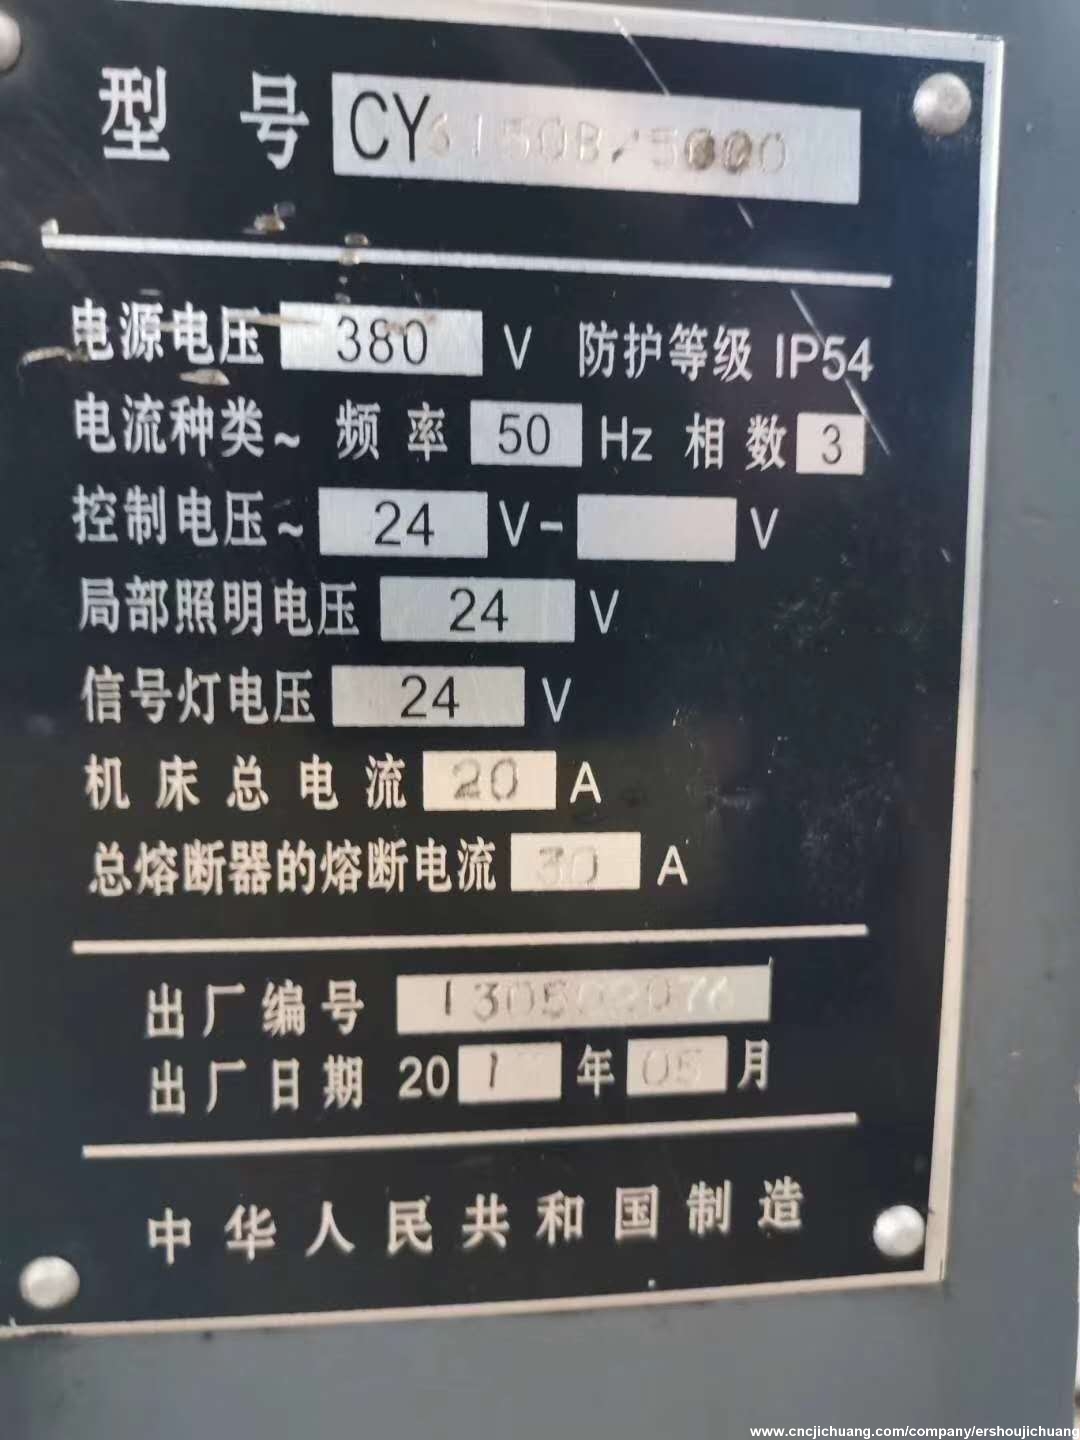 型 号 CY6150B/5000
电源电压 380 V 防护等级 IP54
电流种类~ 频率 50 Hz 相数 3
控制电压~ 24 V- V
局部照明电压 24 V
信号灯电压 24 V
机床总电流 20 A
总熔断器的熔断电流 30 A
出厂编号
出厂日期 201 年 05 月
中华人民共和国制造
www.cncjichuang.com/company/ershoujichuang